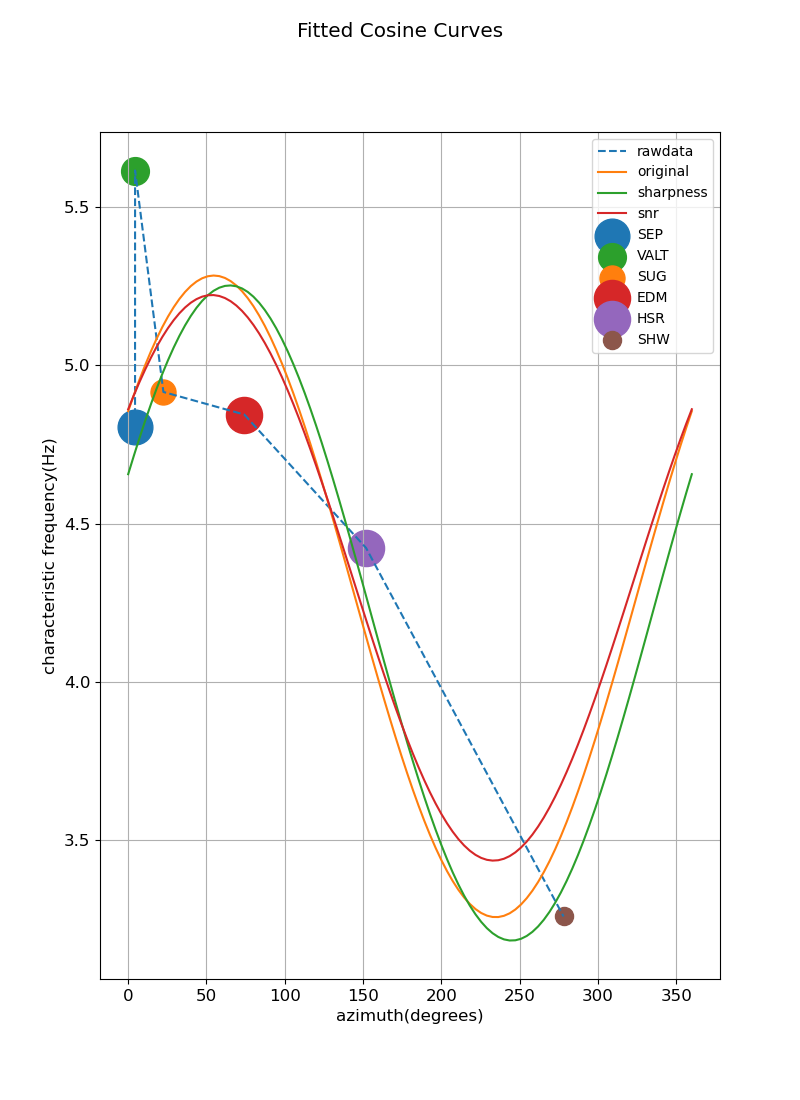 Fitted Cosine Curves
rawdata
original
sharpness
snr
SEP
VALT
SUG
EDM
HSR
SHW
5.5
5.0
4.5
4.0
3.5
characteristic frequency(Hz)
0 50 100 150 200 250 300 350
azimuth(degrees)